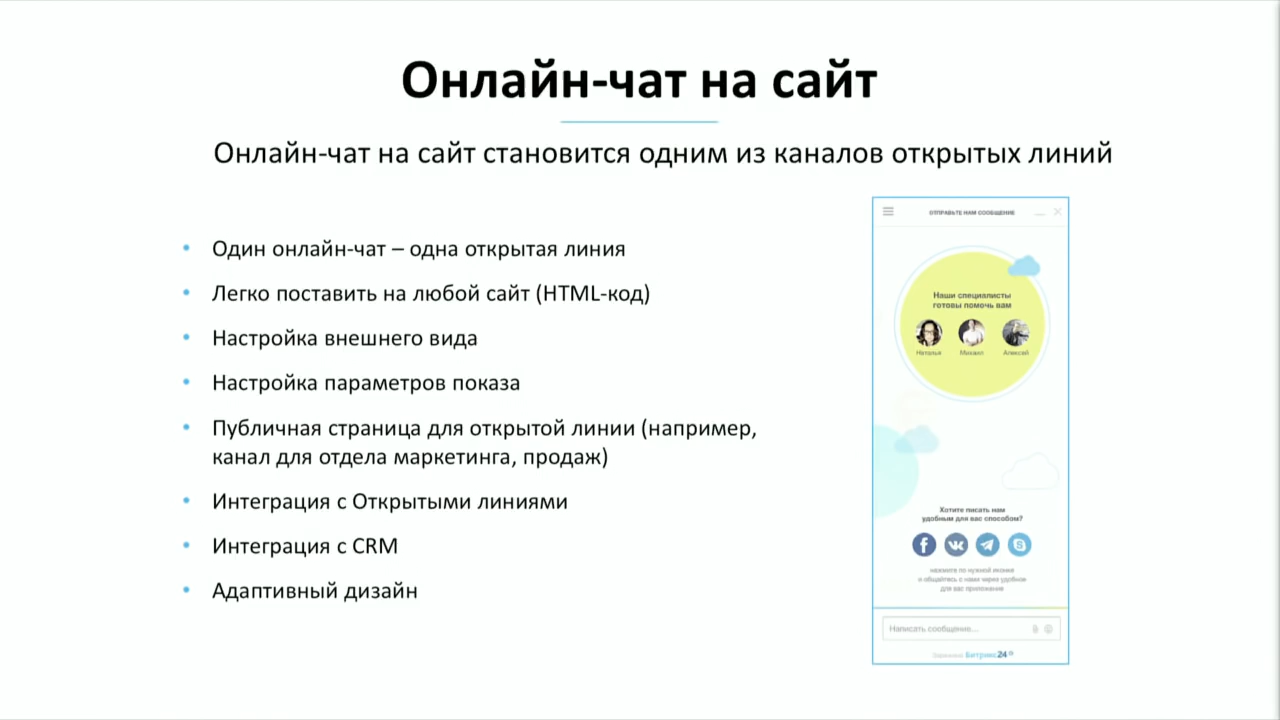 Онлайн-чат на сайт
Онлайн-чат на сайт становится одним из каналов открытых линий
• Один онлайн-чат – одна открытая линия
• Легко поставить на любой сайт (HTML-код)
• Настройка внешнего вида
• Настройка параметров показа
• Публичная страница для открытой линии (например,
канал для отдела маркетинга, продаж)
• Интеграция с Открытыми линиями
• Интеграция с CRM
• Адаптивный дизайн
ОТПРАВЬТЕ НАМ СООБЩЕНИЕ
Наши специалисты
готовы помочь вам
Наталья Михаил Алексей
Хотите писать нам
удобным для вас способом?
нажмите по нужной иконке
и общайтесь с нами через удобное
для вас приложение
Написать сообщение...
Битрикс24